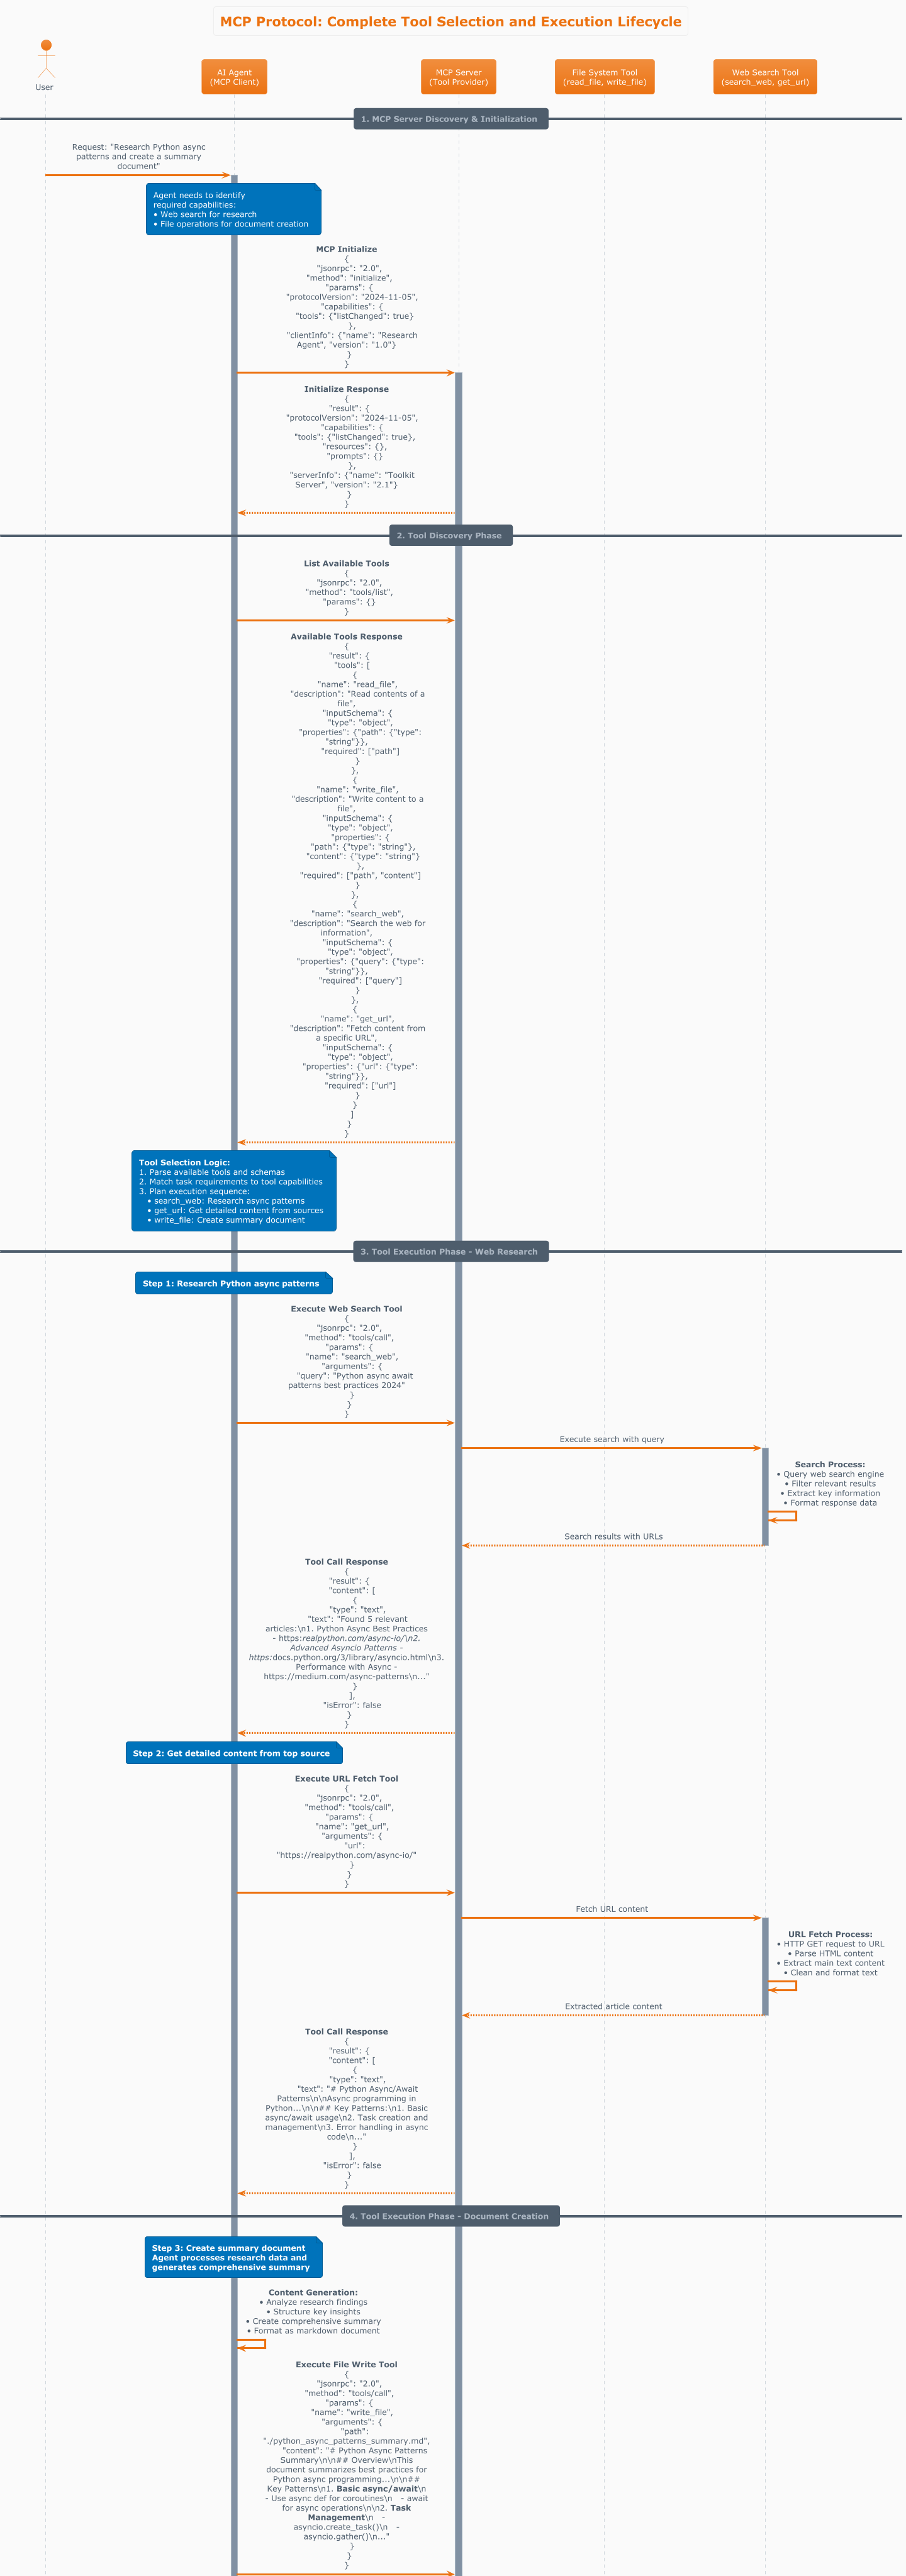 MCP Protocol: Complete Tool Selection and Execution Lifecycle
User
AI Agent
(MCP Client)
MCP Server
(Tool Provider)
File System Tool
(read_file, write_file)
Web Search Tool
(search_web, get_url)
1. MCP Server Discovery & Initialization
Request: "Research Python async
patterns and create a summary
document"
Agent needs to identify
required capabilities:
• Web search for research
• File operations for document creation
MCP Initialize
{
"jsonrpc": "2.0",
"method": "initialize",
"params": {
"protocolVersion": "2024-11-05",
"capabilities": {
"tools": {"listChanged": true}
},
"clientInfo": {"name": "Research
Agent", "version": "1.0"}
}
}
Initialize Response
{
"result": {
"protocolVersion": "2024-11-05",
"capabilities": {
"tools": {"listChanged": true},
"resources": {},
"prompts": {}
},
"serverInfo": {"name": "Toolkit
Server", "version": "2.1"}
}
}
2. Tool Discovery Phase
List Available Tools
{
"jsonrpc": "2.0",
"method": "tools/list",
"params": {}
}
Available Tools Response
{
"result": {
"tools": [
{
"name": "read_file",
"description": "Read contents of a
file",
"inputSchema": {
"type": "object",
"properties": {"path": {"type":
"string"}},
"required": ["path"]
}
},
{
"name": "write_file",
"description": "Write content to a
file",
"inputSchema": {
"type": "object",
"properties": {
"path": {"type": "string"},
"content": {"type": "string"}
},
"required": ["path", "content"]
}
},
{
"name": "search_web",
"description": "Search the web for
information",
"inputSchema": {
"type": "object",
"properties": {"query": {"type":
"string"}},
"required": ["query"]
}
},
{
"name": "get_url",
"description": "Fetch content from
a specific URL",
"inputSchema": {
"type": "object",
"properties": {"url": {"type":
"string"}},
"required": ["url"]
}
}
]
}
}
Tool Selection Logic:
1. Parse available tools and schemas
2. Match task requirements to tool capabilities
3. Plan execution sequence:
• search_web: Research async patterns
• get_url: Get detailed content from sources
• write_file: Create summary document
3. Tool Execution Phase - Web Research
Step 1: Research Python async patterns
Execute Web Search Tool
{
"jsonrpc": "2.0",
"method": "tools/call",
"params": {
"name": "search_web",
"arguments": {
"query": "Python async await
patterns best practices 2024"
}
}
}
Execute search with query
Search Process:
• Query web search engine
• Filter relevant results
• Extract key information
• Format response data
Search results with URLs
Tool Call Response
{
"result": {
"content": [
{
"type": "text",
"text": "Found 5 relevant
articles:\n1. Python Async Best Practices
- https:realpython.com/async-io/\n2.
Advanced Asyncio Patterns -
https:docs.python.org/3/library/asyncio.html\n3.
Performance with Async -
https://medium.com/async-patterns\n..."
}
],
"isError": false
}
}
Step 2: Get detailed content from top source
Execute URL Fetch Tool
{
"jsonrpc": "2.0",
"method": "tools/call",
"params": {
"name": "get_url",
"arguments": {
"url":
"https://realpython.com/async-io/"
}
}
}
Fetch URL content
URL Fetch Process:
• HTTP GET request to URL
• Parse HTML content
• Extract main text content
• Clean and format text
Extracted article content
Tool Call Response
{
"result": {
"content": [
{
"type": "text",
"text": "# Python Async/Await
Patterns\n\nAsync programming in
Python...\n\n## Key Patterns:\n1. Basic
async/await usage\n2. Task creation and
management\n3. Error handling in async
code\n..."
}
],
"isError": false
}
}
4. Tool Execution Phase - Document Creation
Step 3: Create summary document
Agent processes research data and
generates comprehensive summary
Content Generation:
• Analyze research findings
• Structure key insights
• Create comprehensive summary
• Format as markdown document
Execute File Write Tool
{
"jsonrpc": "2.0",
"method": "tools/call",
"params": {
"name": "write_file",
"arguments": {
"path":
"./python_async_patterns_summary.md",
"content": "# Python Async Patterns
Summary\n\n## Overview\nThis
document summarizes best practices for
Python async programming...\n\n##
Key Patterns\n1. Basic async/await\n
- Use async def for coroutines\n - await
for async operations\n\n2. Task
Management\n -
asyncio.create_task()\n -
asyncio.gather()\n..."
}
}
}